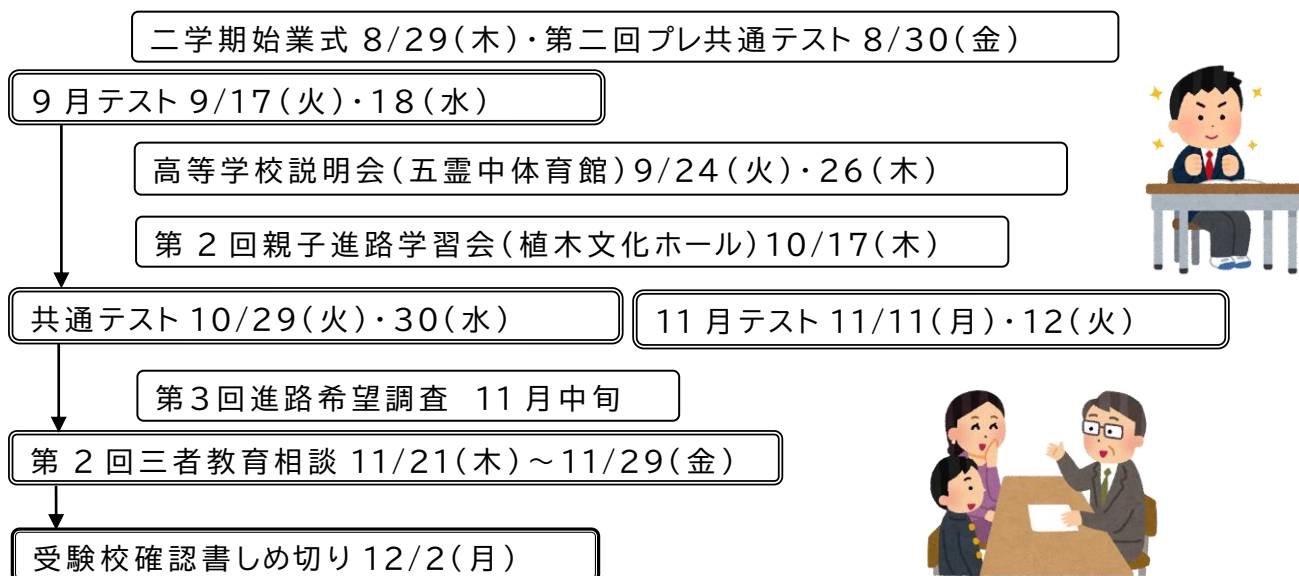 二学期始業式 8/29(木)・第二回プレ共通テスト 8/30(金)
9月テスト 9/17(火)・18(水)
高等学校説明会(五霊中体育館)9/24(火)・26(木)
第2回親子進路学習会(植木文化ホール)10/17(木)
共通テスト 10/29(火)・30(水)
11月テスト 11/11(月)・12(火)
第3回進路希望調査 11月中旬
第2回三者教育相談 11/21(木)~11/29(金)
受験校確認書しめ切り 12/2(月)